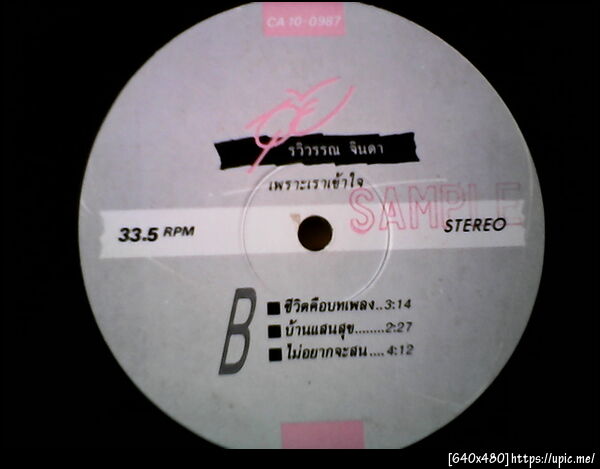 CA 10-0987
รวิวรรณ จินดา
เพราะเราเข้าใจ
SAMPLE
33.5 RPM
STEREO
B
■ ชีวิตคือบทเพลง..3:14
■ บ้านแสนสุข........2:27
■ ไม่อยากจะสน....4:12
[640x480]https://upic.me/